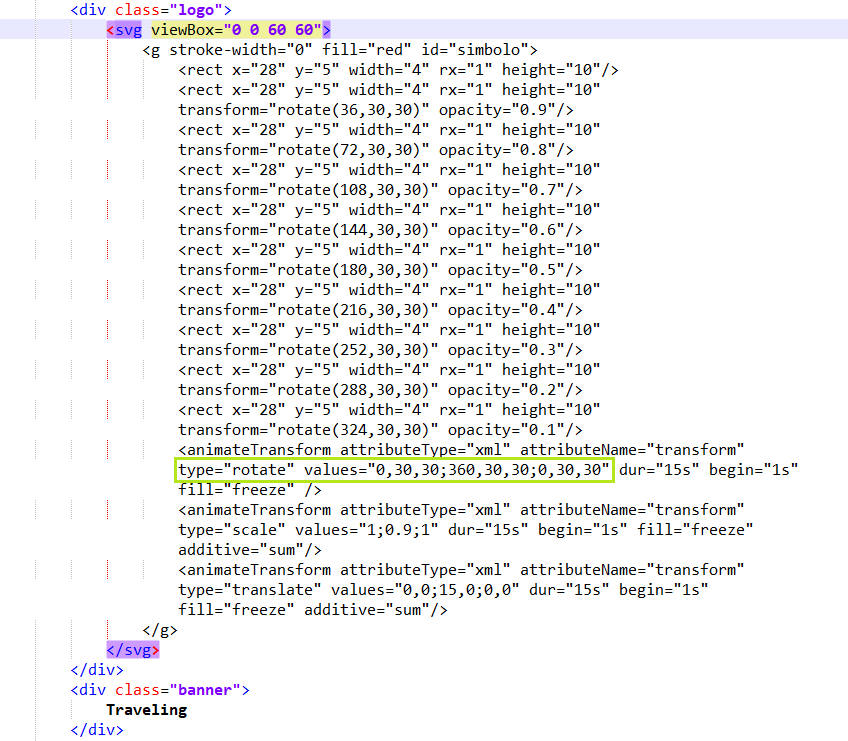 <div class="logo">
<svg viewBox="0 0 60 60">
<g stroke-width="0" fill="red" id="simbolo">
<rect x="28" y="5" width="4" rx="1" height="10"/>
<rect x="28" y="5" width="4" rx="1" height="10"
transform="rotate(36,30,30)" opacity="0.9"/>
<rect x="28" y="5" width="4" rx="1" height="10"
transform="rotate(72,30,30)" opacity="0.8"/>
<rect x="28" y="5" width="4" rx="1" height="10"
transform="rotate(108,30,30)" opacity="0.7"/>
<rect x="28" y="5" width="4" rx="1" height="10"
transform="rotate(144,30,30)" opacity="0.6"/>
<rect x="28" y="5" width="4" rx="1" height="10"
transform="rotate(180,30,30)" opacity="0.5"/>
<rect x="28" y="5" width="4" rx="1" height="10"
transform="rotate(216,30,30)" opacity="0.4"/>
<rect x="28" y="5" width="4" rx="1" height="10"
transform="rotate(252,30,30)" opacity="0.3"/>
<rect x="28" y="5" width="4" rx="1" height="10"
transform="rotate(288,30,30)" opacity="0.2"/>
<rect x="28" y="5" width="4" rx="1" height="10"
transform="rotate(324,30,30)" opacity="0.1"/>
<animateTransform attributeType="xml" attributeName="transform"
type="rotate" values="0,30,30;360,30,30;0,30,30" dur="15s" begin="1s"
fill="freeze" />
<animateTransform attributeType="xml" attributeName="transform"
type="scale" values="1;0.9;1" dur="15s" begin="1s" fill="freeze"
additive="sum"/>
<animateTransform attributeType="xml" attributeName="transform"
type="translate" values="0,0;15,0;0,0" dur="15s" begin="1s"
fill="freeze" additive="sum"/>
</g>
</svg>
</div>
<div class="banner">
Traveling
</div>